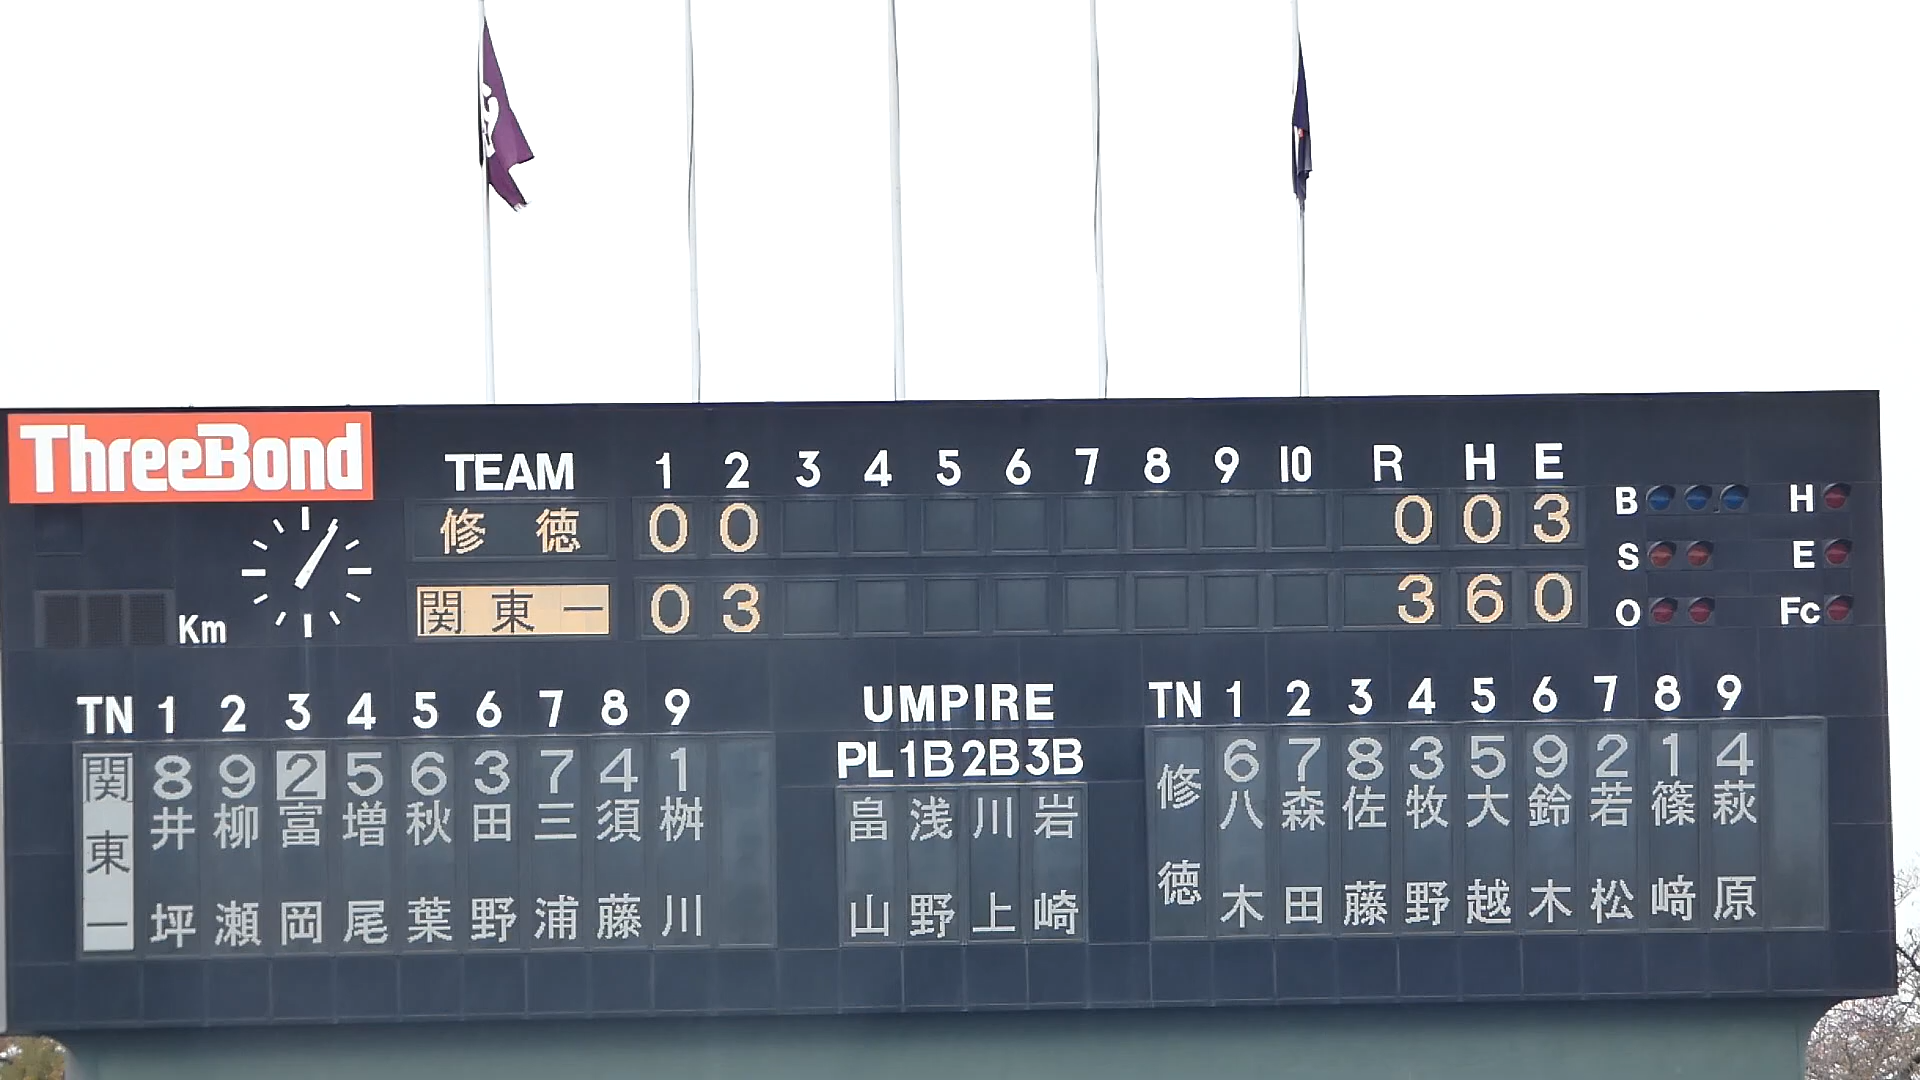 ThreeBond
TEAM 1 2 3 4 5 6 7 8 9 10 R H E
修徳 0 0 0 0 3
関東一 0 3 3 6 0
B H
S E
O Fc
Km
TN 1 2 3 4 5 6 7 8 9
関東一 8 9 2 5 6 3 7 4 1
井坪 柳瀬 富岡 増尾 秋葉 田野 三浦 須藤 桝川
UMPIRE
PL 1B 2B 3B
畠山 浅野 川上 岩崎
TN 1 2 3 4 5 6 7 8 9
修徳 6 7 8 3 5 9 2 1 4
八木 森田 佐藤 牧野 大越 鈴木 若松 篠﨑 萩原